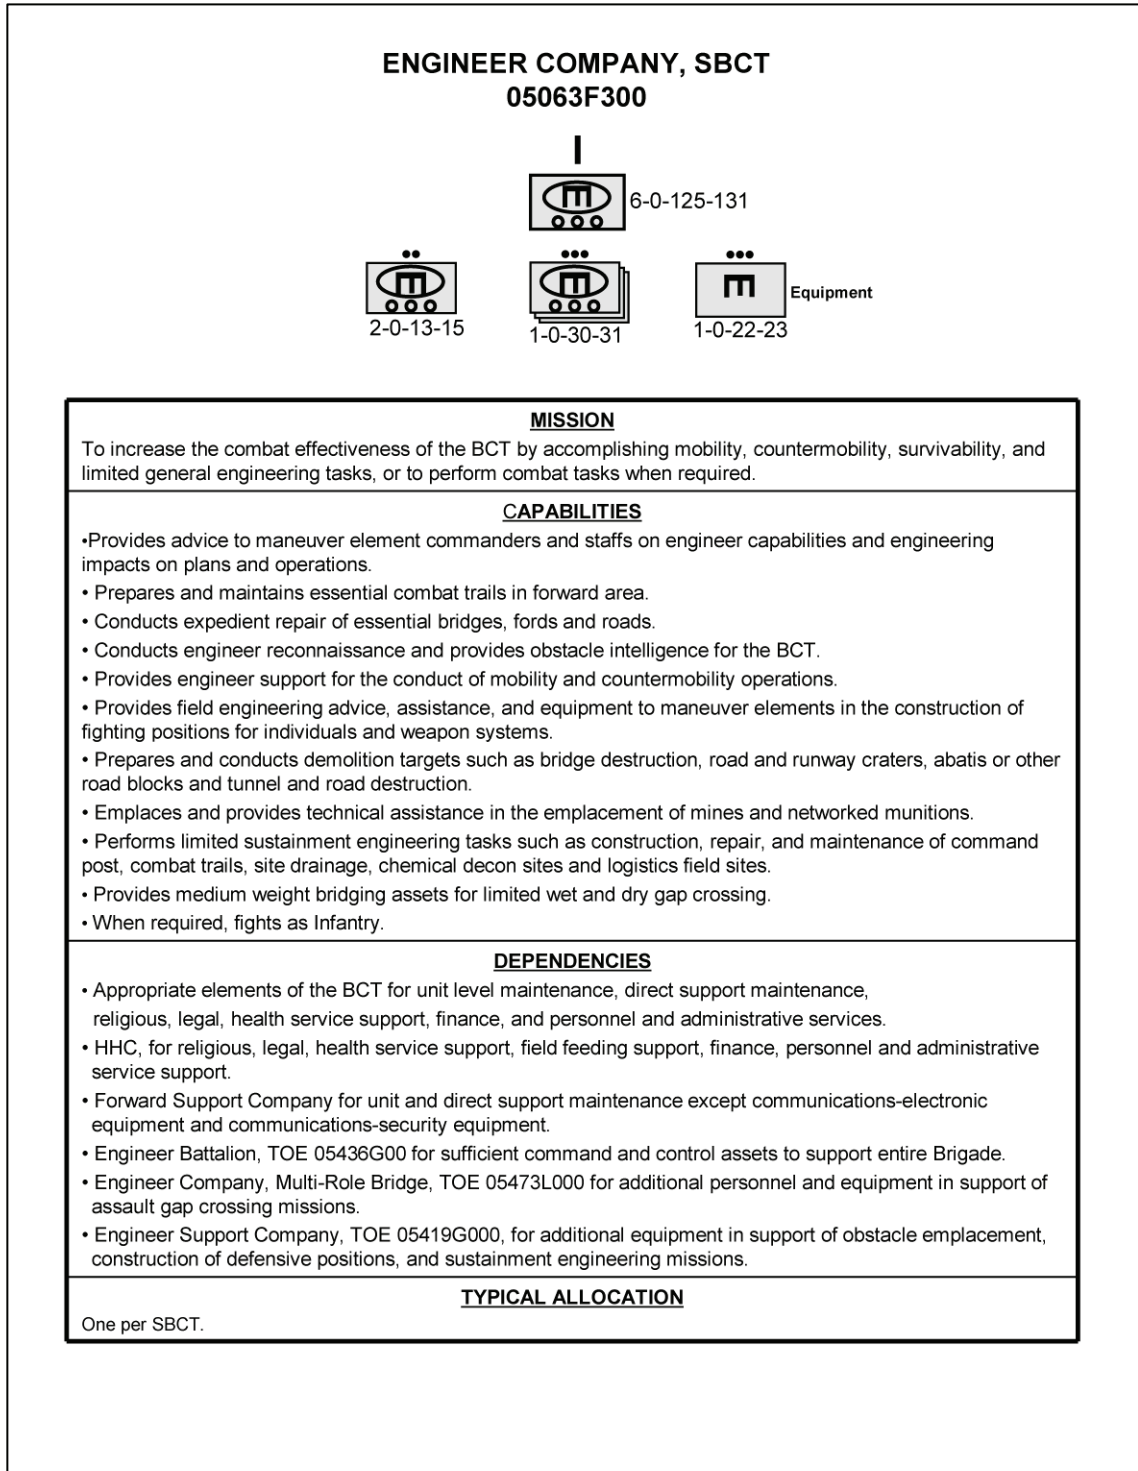 ENGINEER COMPANY, SBCT
05063F300
6-0-125-131
2-0-13-15
1-0-30-31
Equipment
1-0-22-23
MISSION
To increase the combat effectiveness of the BCT by accomplishing mobility, countermobility, survivability, and
limited general engineering tasks, or to perform combat tasks when required.
CAPABILITIES
•Provides advice to maneuver element commanders and staffs on engineer capabilities and engineering
impacts on plans and operations.
• Prepares and maintains essential combat trails in forward area.
• Conducts expedient repair of essential bridges, fords and roads.
• Conducts engineer reconnaissance and provides obstacle intelligence for the BCT.
• Provides engineer support for the conduct of mobility and countermobility operations.
• Provides field engineering advice, assistance, and equipment to maneuver elements in the construction of
fighting positions for individuals and weapon systems.
• Prepares and conducts demolition targets such as bridge destruction, road and runway craters, abatis or other
road blocks and tunnel and road destruction.
• Emplaces and provides technical assistance in the emplacement of mines and networked munitions.
• Performs limited sustainment engineering tasks such as construction, repair, and maintenance of command
post, combat trails, site drainage, chemical decon sites and logistics field sites.
• Provides medium weight bridging assets for limited wet and dry gap crossing.
• When required, fights as Infantry.
DEPENDENCIES
• Appropriate elements of the BCT for unit level maintenance, direct support maintenance,
religious, legal, health service support, finance, and personnel and administrative services.
• HHC, for religious, legal, health service support, field feeding support, finance, personnel and administrative
service support.
• Forward Support Company for unit and direct support maintenance except communications-electronic
equipment and communications-security equipment.
• Engineer Battalion, TOE 05436G00 for sufficient command and control assets to support entire Brigade.
• Engineer Company, Multi-Role Bridge, TOE 05473L000 for additional personnel and equipment in support of
assault gap crossing missions.
• Engineer Support Company, TOE 05419G000, for additional equipment in support of obstacle emplacement,
construction of defensive positions, and sustainment engineering missions.
TYPICAL ALLOCATION
One per SBCT.